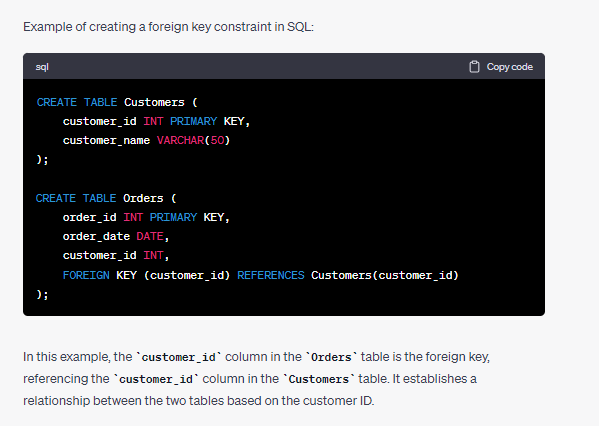 Example of creating a foreign key constraint in SQL:
sql
Copy code
CREATE TABLE Customers (
    customer_id INT PRIMARY KEY,
    customer_name VARCHAR(50)
);
CREATE TABLE Orders (
    order_id INT PRIMARY KEY,
    order_date DATE,
    customer_id INT,
    FOREIGN KEY (customer_id) REFERENCES Customers(customer_id)
);
In this example, the `customer_id` column in the `Orders` table is the foreign key,
referencing the `customer_id` column in the `Customers` table. It establishes a
relationship between the two tables based on the customer ID.